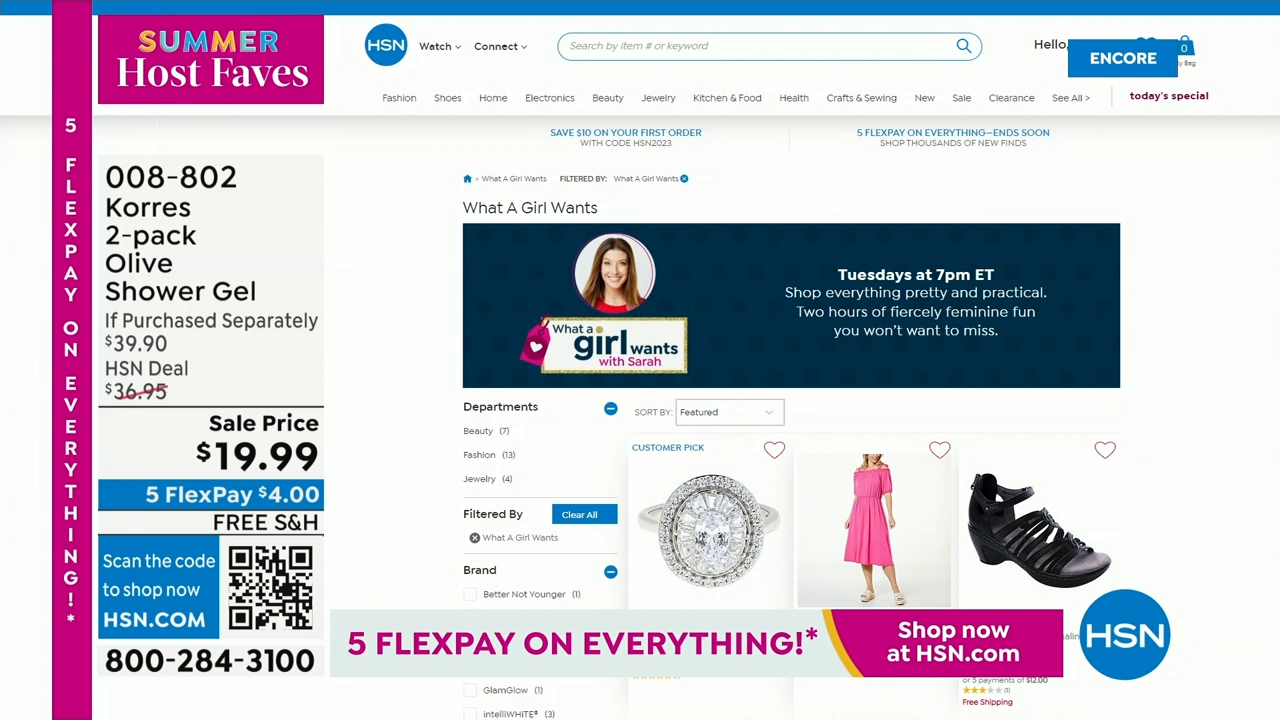 SUMMER
Host Faves
5 FLEXPAY ON EVERYTHING!*
008-802
Korres
2-pack
Olive
Shower Gel
If Purchased Separately
$39.90
HSN Deal
$36.95
Sale Price
$19.99
5 FlexPay $4.00
FREE S&H
Scan the code
to shop now
HSN.COM
800-284-3100
HSN
Watch
Connect
Search by item # or keyword
Hello,
ENCORE
0
Bag
Fashion Shoes Home Electronics Beauty Jewelry Kitchen & Food Health Crafts & Sewing New Sale Clearance See All > today's special
SAVE $10 ON YOUR FIRST ORDER
WITH CODE HSN2023
5 FLEXPAY ON EVERYTHING—ENDS SOON
SHOP THOUSANDS OF NEW FINDS
> What A Girl Wants FILTERED BY: What A Girl Wants
What A Girl Wants
What a
girl wants
with Sarah
Tuesdays at 7pm ET
Shop everything pretty and practical.
Two hours of fiercely feminine fun
you won't want to miss.
Departments
Beauty (7)
Fashion (13)
Jewelry (4)
Filtered By
Clear All
What A Girl Wants
Brand
Better Not Younger (1)
GlamGlow (1)
intelliWHiTE® (3)
SORT BY: Featured
CUSTOMER PICK
or 5 payments of $12.00
(1)
Free Shipping
5 FLEXPAY ON EVERYTHING!*
Shop now
at HSN.com
HSN